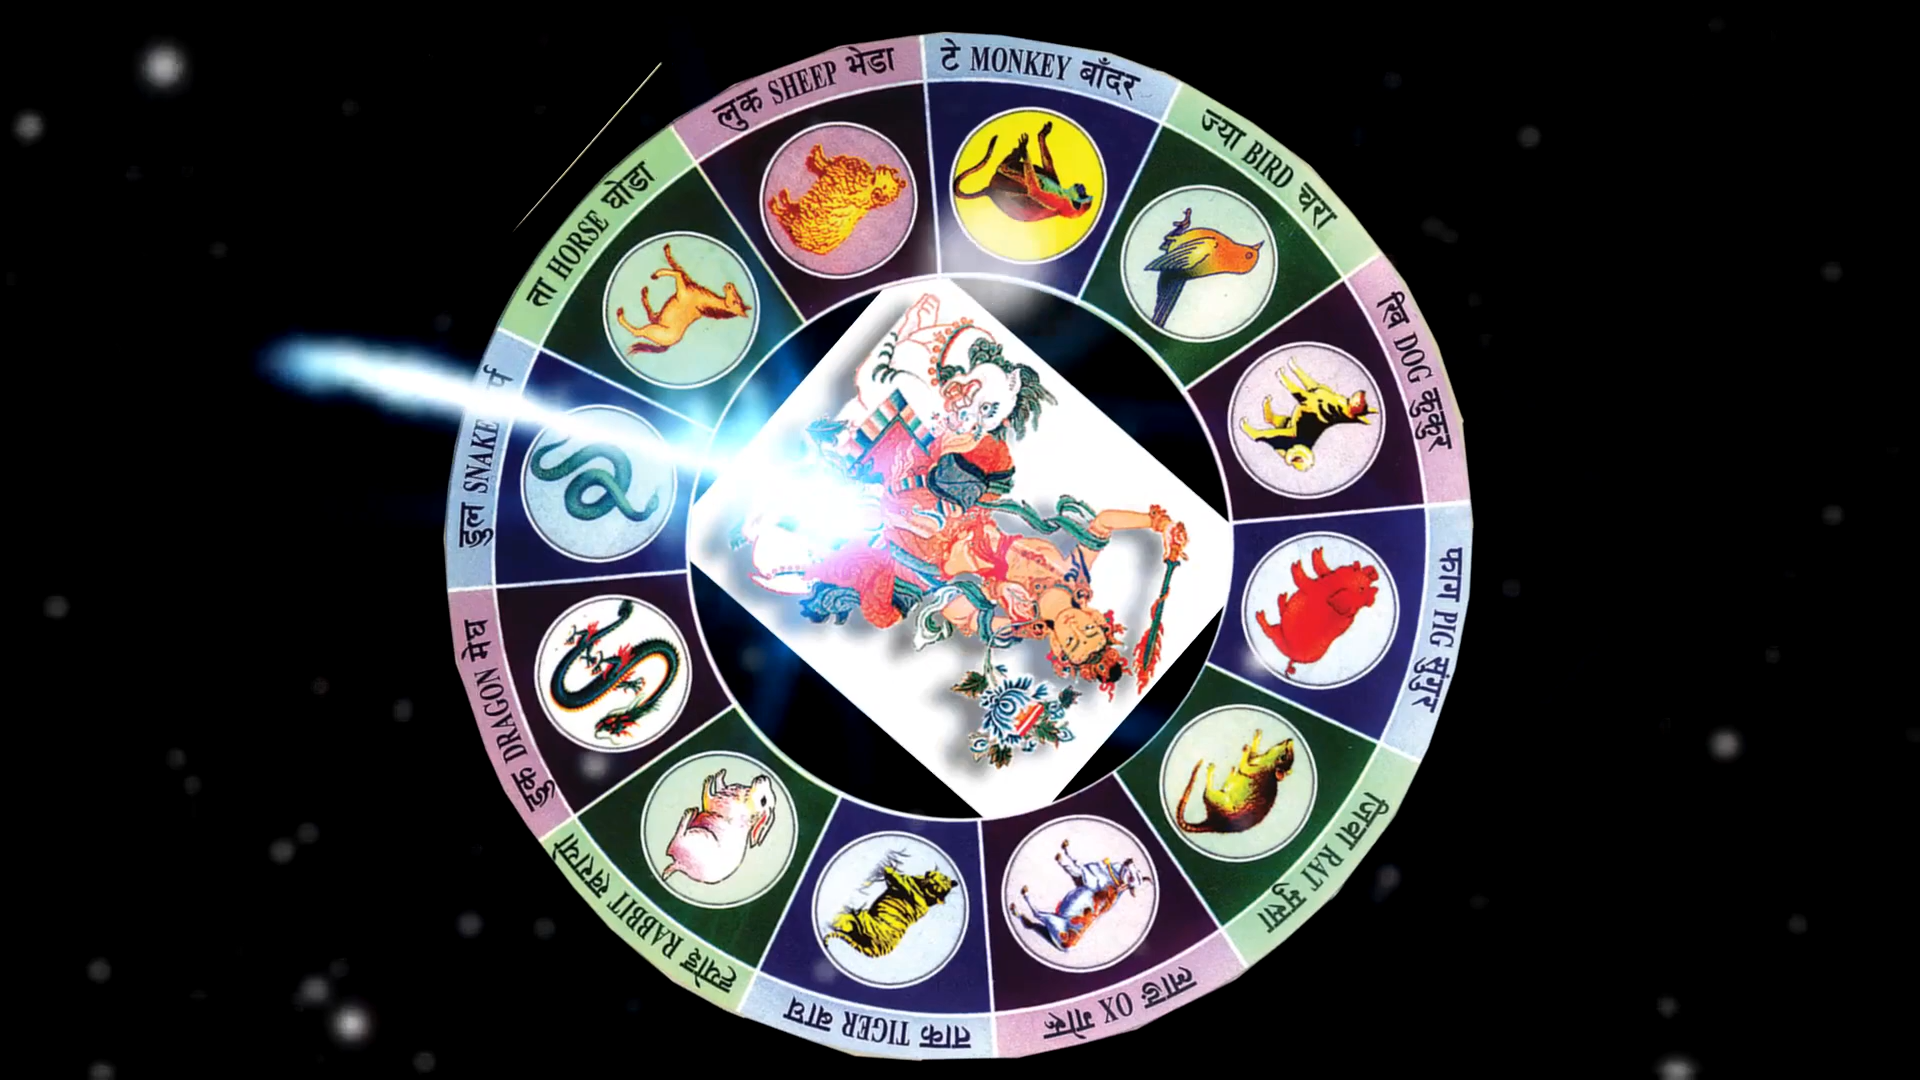 टे MONKEY बाँदर
ज्या BIRD चरा
खि DOG कुकुर
फाग PIG सुंगुर
जिवा RAT मुसा
लाङ OX गोरु
ताक TIGER बाघ
ह्योई RABBIT खरायो
डुक DRAGON मेघ
डुल SNAKE
ता HORSE घोडा
लुक SHEEP भेडा